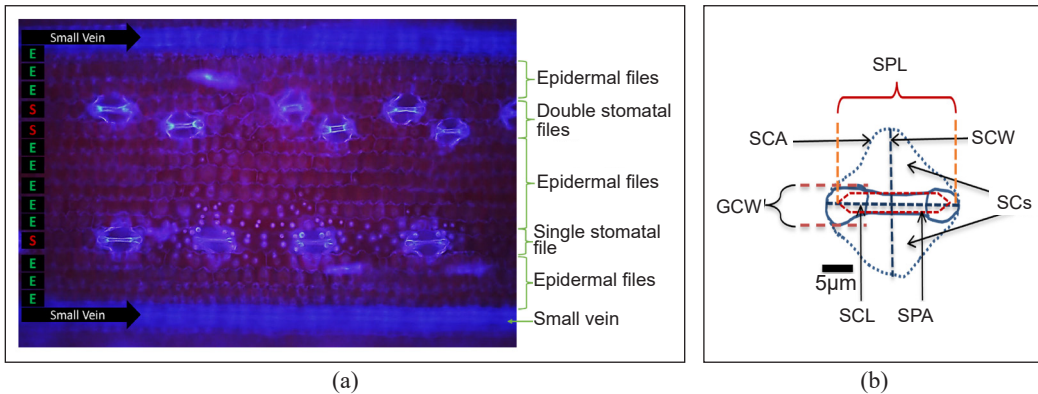 Small Vein
E
E
E
S
S
E
E
E
E
E
S
E
E
E
Small Vein
Epidermal files
Double stomatal
files
Epidermal files
Single stomatal
file
Epidermal files
Small vein
(a)
SPL
SCA
SCW
GCW
SCs
5µm
SCL
SPA
(b)